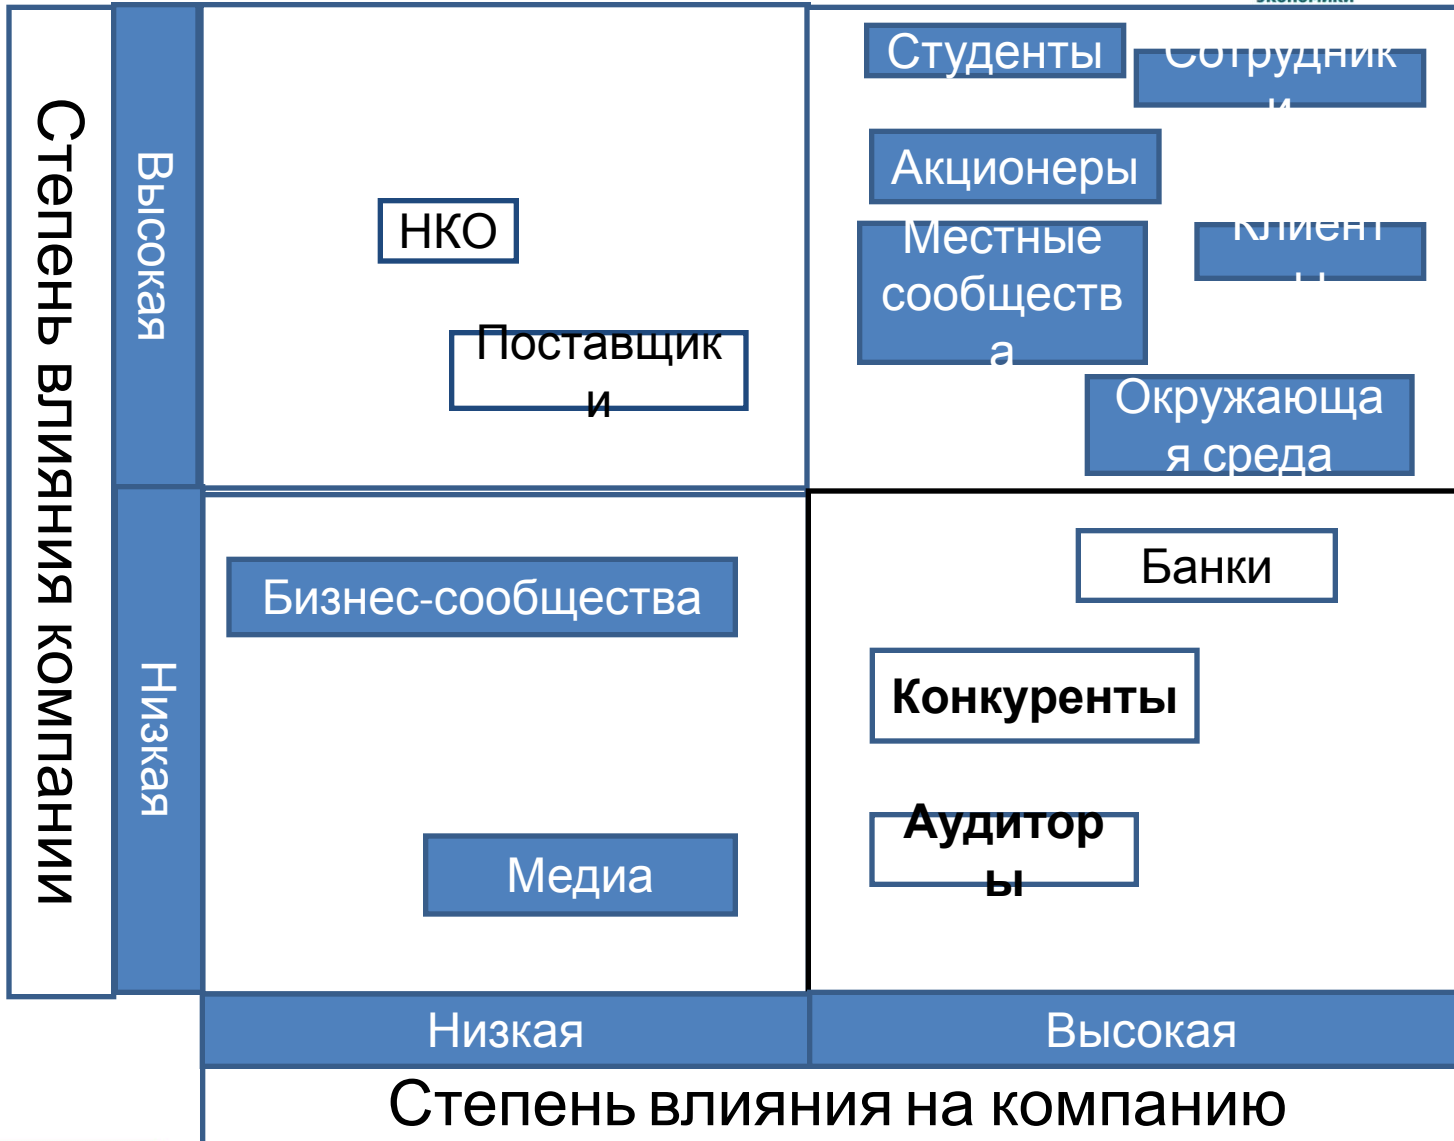 Степень влияния компании
Высокая
Низкая
НКО
Поставщик
и
Студенты
Сотрудник
и
Акционеры
Местные
сообществ
а
Клиент
ы
Окружающа
я среда
Бизнес-сообщества
Медиа
Банки
Конкуренты
Аудитор
ы
Низкая
Высокая
Степень влияния на компанию